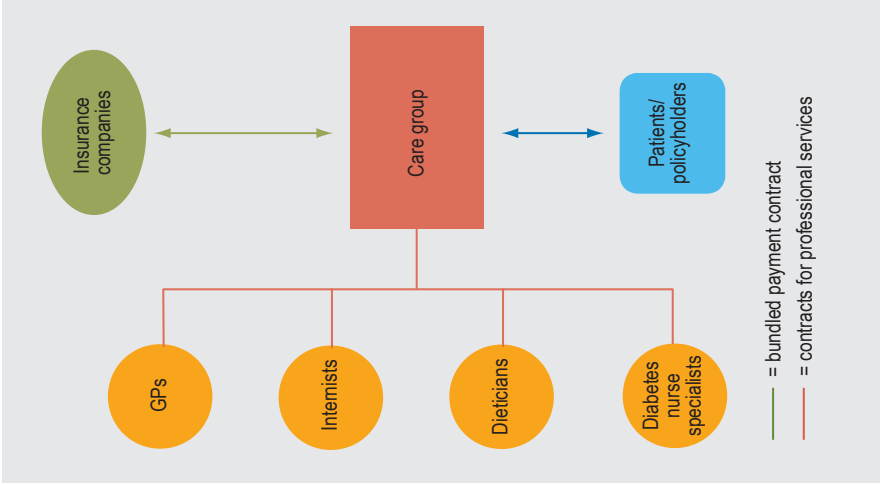 Insurance
companies
Care group
Patients/
policyholders
GPs
Internists
Dieticians
Diabetes
nurse
specialists
= bundled payment contract
= contracts for professional services